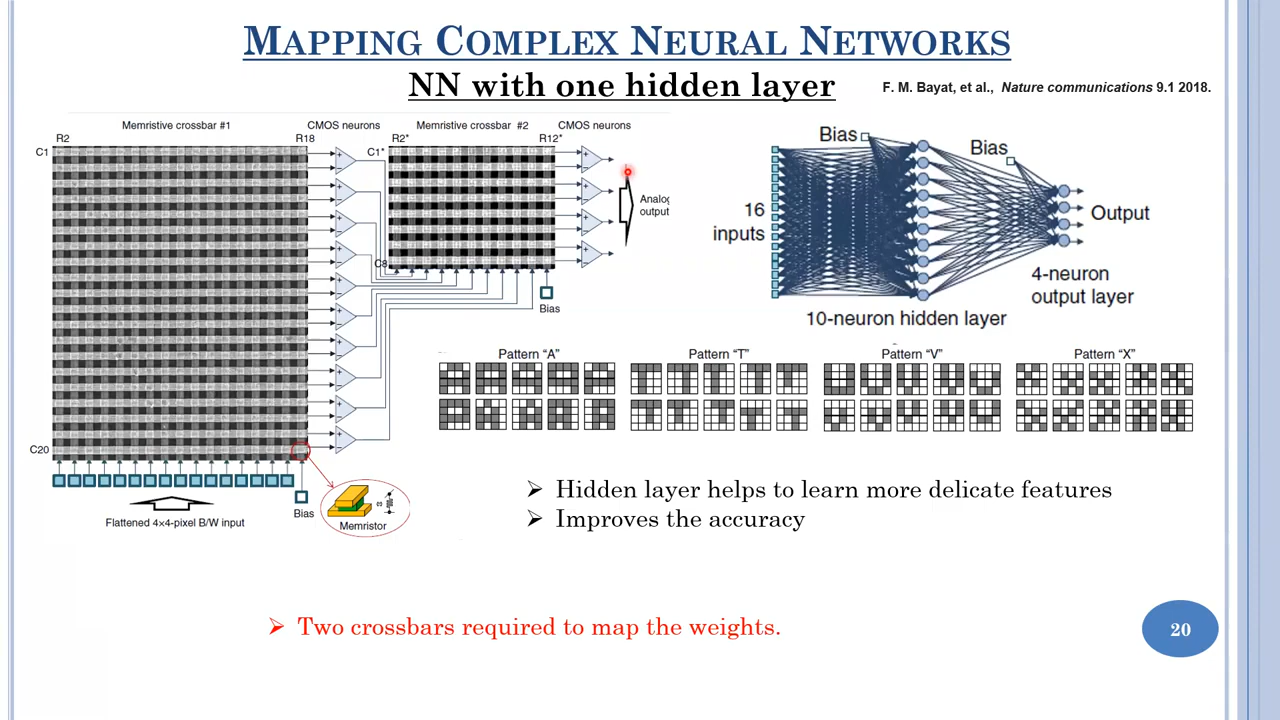 MAPPING COMPLEX NEURAL NETWORKS
NN with one hidden layer
F. M. Bayat, et al., Nature communications 9.1 2018.
Memristive crossbar #1
CMOS neurons
Memristive crossbar #2
CMOS neurons
R2
R18
R2*
R12*
C1
C1*
C8
C20
Analog
output
Bias
Flattened 4×4-pixel B/W input
Bias
Memristor
Bias
Bias
16
inputs
Output
4-neuron
output layer
10-neuron hidden layer
Pattern “A”
Pattern “T”
Pattern “V”
Pattern “X”
➢ Hidden layer helps to learn more delicate features
➢ Improves the accuracy
➢ Two crossbars required to map the weights.
20